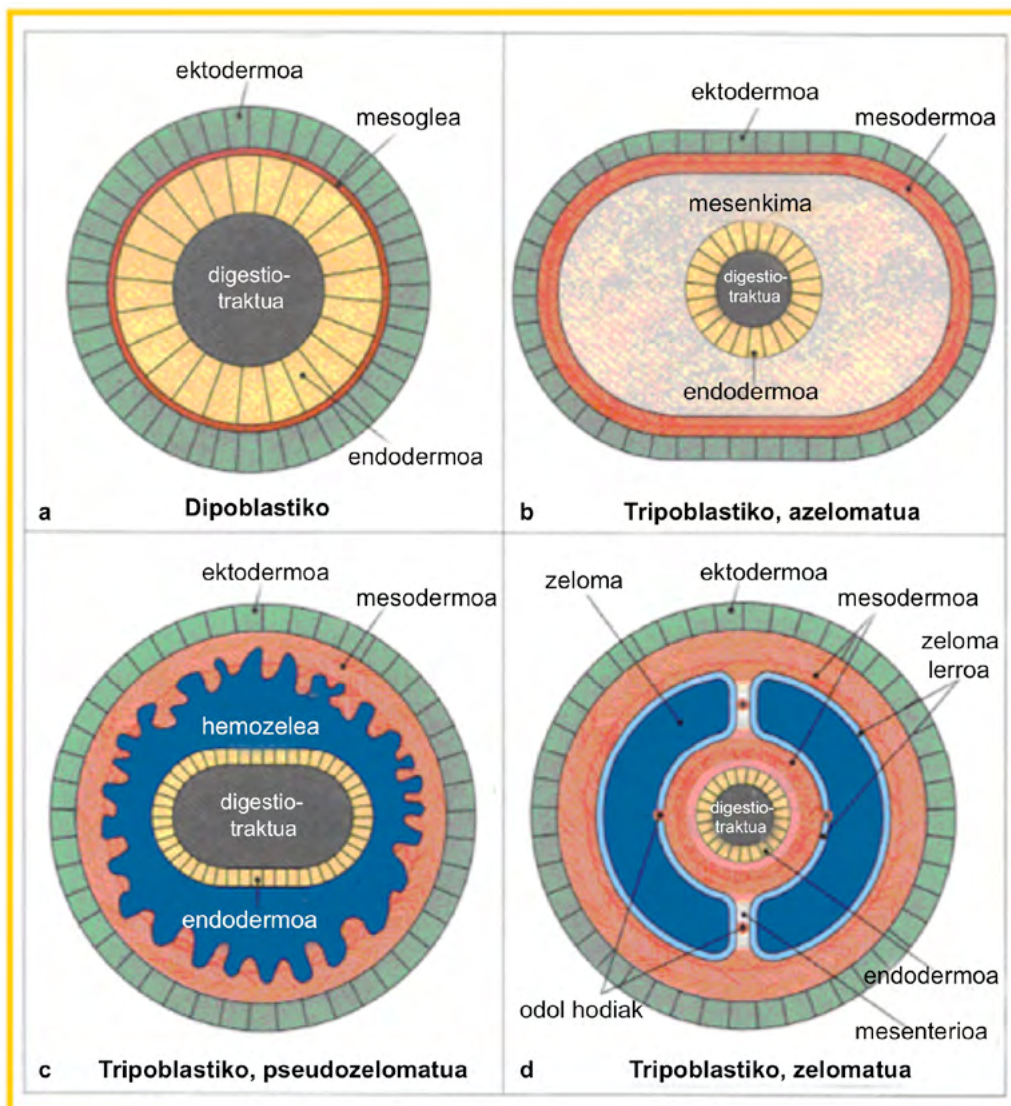 ektodermoa
mesoglea
digestio-
traktua
endodermoa
a Dipoblastiko
ektodermoa
mesodermoa
mesenkima
digestio-
traktua
endodermoa
b Tripoblastiko, azelomatua
ektodermoa
mesodermoa
hemozelea
digestio-
traktua
endodermoa
c Tripoblastiko, pseudozelomatua
zeloma
ektodermoa
mesodermoa
zeloma
lerroa
digestio-
traktua
endodermoa
odol hodiak
mesenterioa
d Tripoblastiko, zelomatua